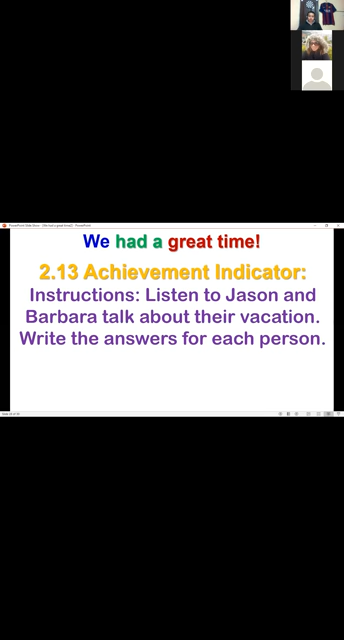 We had a great time!
2.13 Achievement Indicator:
Instructions: Listen to Jason and
Barbara talk about their vacation.
Write the answers for each person.